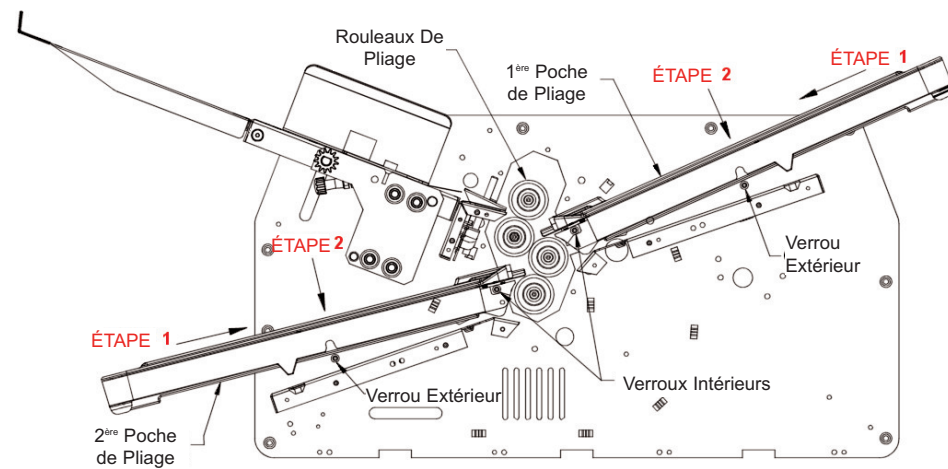 Rouleaux De
Pliage
1ère Poche
de Pliage
ÉTAPE 2
ÉTAPE 1
ÉTAPE 2
ÉTAPE 1
Verrou
Extérieur
Verrou Extérieur
Verroux Intérieurs
2ère Poche
de Pliage